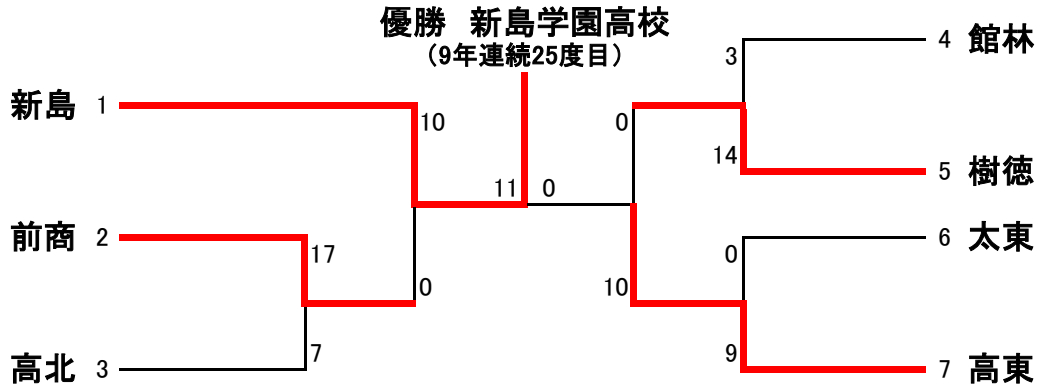 優勝 新島学園高校
（9年連続25度目）
新島 1
10
前商 2
17
高北 3
7
0
11 0
4 館林
3
5 樹徳
14
0
6 太東
0
7 高東
9
10